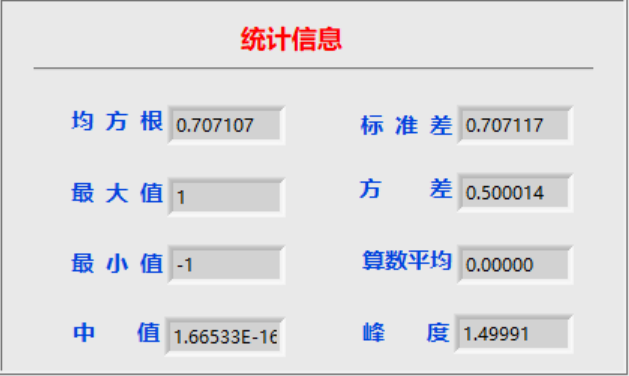 统计信息
均方根 0.707107 标准差 0.707117
最大值 1 方差 0.500014
最小值 -1 算数平均 0.00000
中值 1.66533E-16 峰度 1.49991